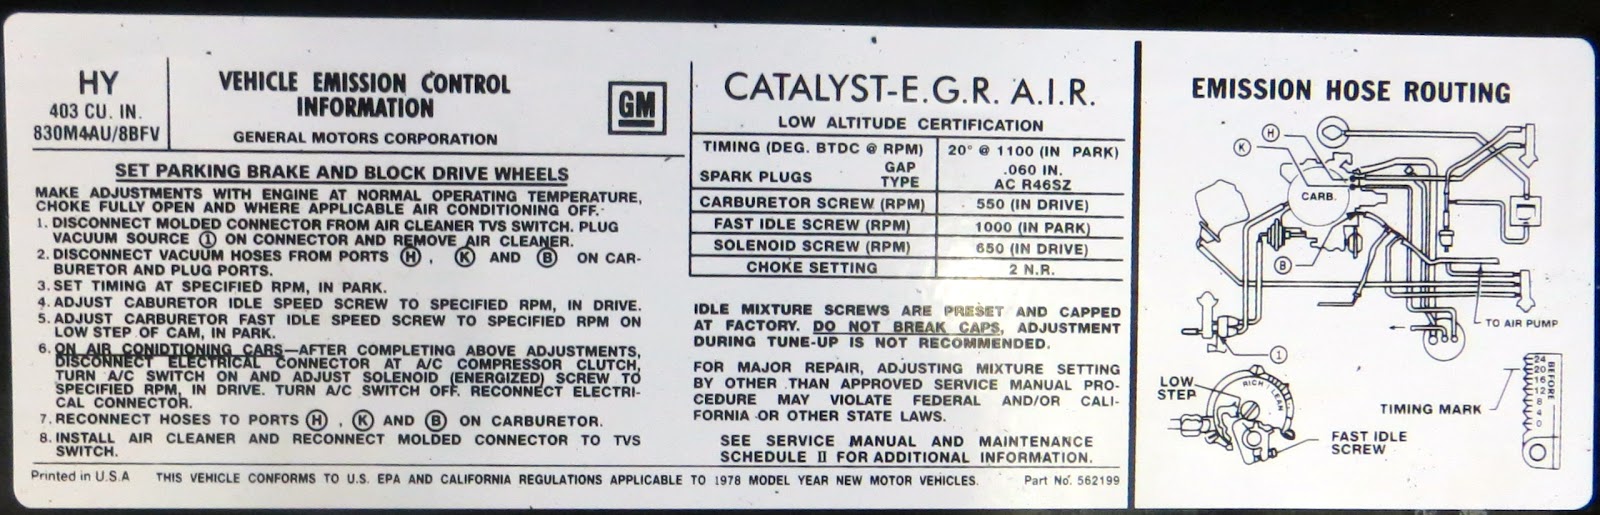 HY
403 CU. IN.
830M4AU/8BFV
VEHICLE EMISSION CONTROL
INFORMATION
GENERAL MOTORS CORPORATION
GM
SET PARKING BRAKE AND BLOCK DRIVE WHEELS
MAKE ADJUSTMENTS WITH ENGINE AT NORMAL OPERATING TEMPERATURE,
CHOKE FULLY OPEN AND WHERE APPLICABLE AIR CONDITIONING OFF.
1. DISCONNECT MOLDED CONNECTOR FROM AIR CLEANER TVS SWITCH. PLUG
VACUUM SOURCE ① ON CONNECTOR AND REMOVE AIR CLEANER.
2. DISCONNECT VACUUM HOSES FROM PORTS Ⓗ, Ⓚ AND Ⓑ ON CAR-
BURETOR AND PLUG PORTS.
3. SET TIMING AT SPECIFIED RPM, IN PARK.
4. ADJUST CABURETOR IDLE SPEED SCREW TO SPECIFIED RPM, IN DRIVE.
5. ADJUST CARBURETOR FAST IDLE SPEED SCREW TO SPECIFIED RPM ON
LOW STEP OF CAM, IN PARK.
6. ON AIR CONIDTIONING CARS—AFTER COMPLETING ABOVE ADJUSTMENTS,
DISCONNECT ELECTRICAL CONNECTOR AT A/C COMPRESSOR CLUTCH,
TURN A/C SWITCH ON AND ADJUST SOLENOID (ENERGIZED) SCREW TO
SPECIFIED RPM, IN DRIVE. TURN A/C SWITCH OFF. RECONNECT ELECTRI-
CAL CONNECTOR.
7. RECONNECT HOSES TO PORTS Ⓗ, Ⓚ AND Ⓑ ON CARBURETOR.
8. INSTALL AIR CLEANER AND RECONNECT MOLDED CONNECTOR TO TVS
SWITCH.
CATALYST-E.G.R. A.I.R.
LOW ALTITUDE CERTIFICATION
TIMING (DEG. BTDC @ RPM) 20° @ 1100 (IN PARK)
SPARK PLUGS GAP .060 IN.
TYPE AC R46SZ
CARBURETOR SCREW (RPM) 550 (IN DRIVE)
FAST IDLE SCREW (RPM) 1000 (IN PARK)
SOLENOID SCREW (RPM) 650 (IN DRIVE)
CHOKE SETTING 2 N.R.
IDLE MIXTURE SCREWS ARE PRESET AND CAPPED
AT FACTORY. DO NOT BREAK CAPS, ADJUSTMENT
DURING TUNE-UP IS NOT RECOMMENDED.
FOR MAJOR REPAIR, ADJUSTING MIXTURE SETTING
BY OTHER THAN APPROVED SERVICE MANUAL PRO-
CEDURE MAY VIOLATE FEDERAL AND/OR CALI-
FORNIA OR OTHER STATE LAWS.
SEE SERVICE MANUAL AND MAINTENANCE
SCHEDULE II FOR ADDITIONAL INFORMATION.
Printed in U.S.A THIS VEHICLE CONFORMS TO U.S. EPA AND CALIFORNIA REGULATIONS APPLICABLE TO 1978 MODEL YEAR NEW MOTOR VEHICLES. Part No. 562199
EMISSION HOSE ROUTING
H
K
CARB.
B
TO AIR PUMP
1
LOW
STEP
RICH LEAN
FAST IDLE
SCREW
TIMING MARK
24
20
16
12
8
4
0
BEFORE